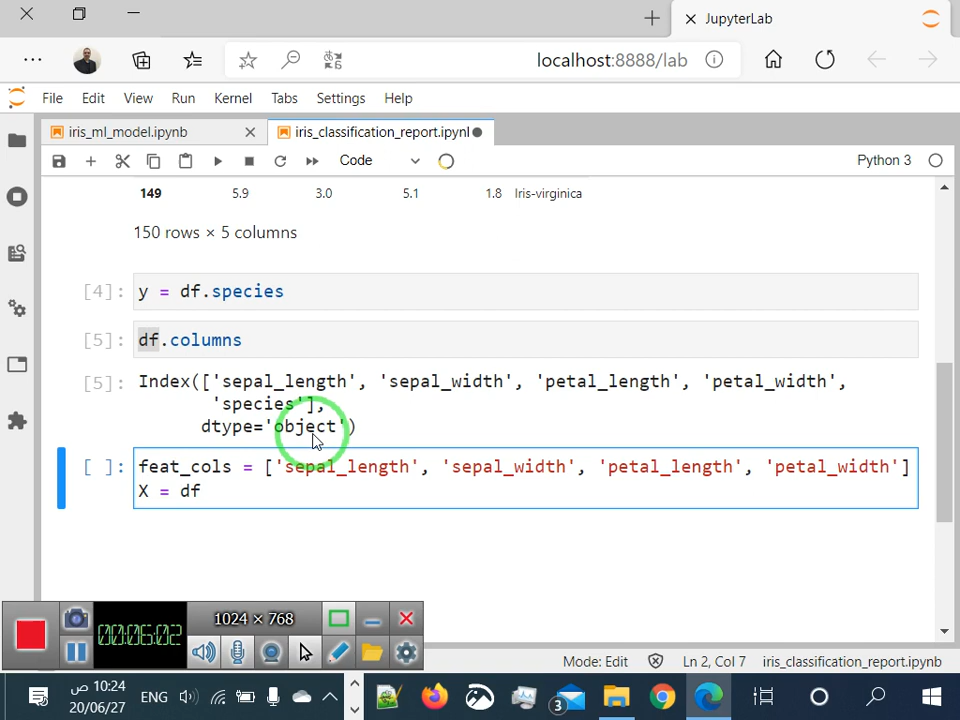 JupyterLab
localhost:8888/lab
File Edit View Run Kernel Tabs Settings Help
iris_ml_model.ipynb
iris_classification_report.ipynl
Code
Python 3
149 5.9 3.0 5.1 1.8 Iris-virginica
150 rows × 5 columns
[4]: y = df.species
[5]: df.columns
[5]: Index(['sepal_length', 'sepal_width', 'petal_length', 'petal_width',
'species'],
dtype='object')
[ ]: feat_cols = ['sepal_length', 'sepal_width', 'petal_length', 'petal_width']
X = df
1024 × 768
00:06:02
Mode: Edit Ln 2, Col 7 iris_classification_report.ipynb
10:24 ص
ENG
20/06/27
3